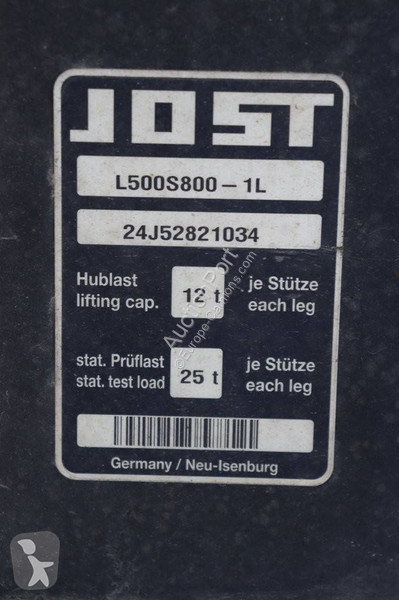 JOST
L500S800 – 1L
24J52821034
Hublast 12 t je Stütze
lifting cap. each leg
stat. Prüflast 25 t je Stütze
stat. test load each leg
Germany / Neu-Isenburg